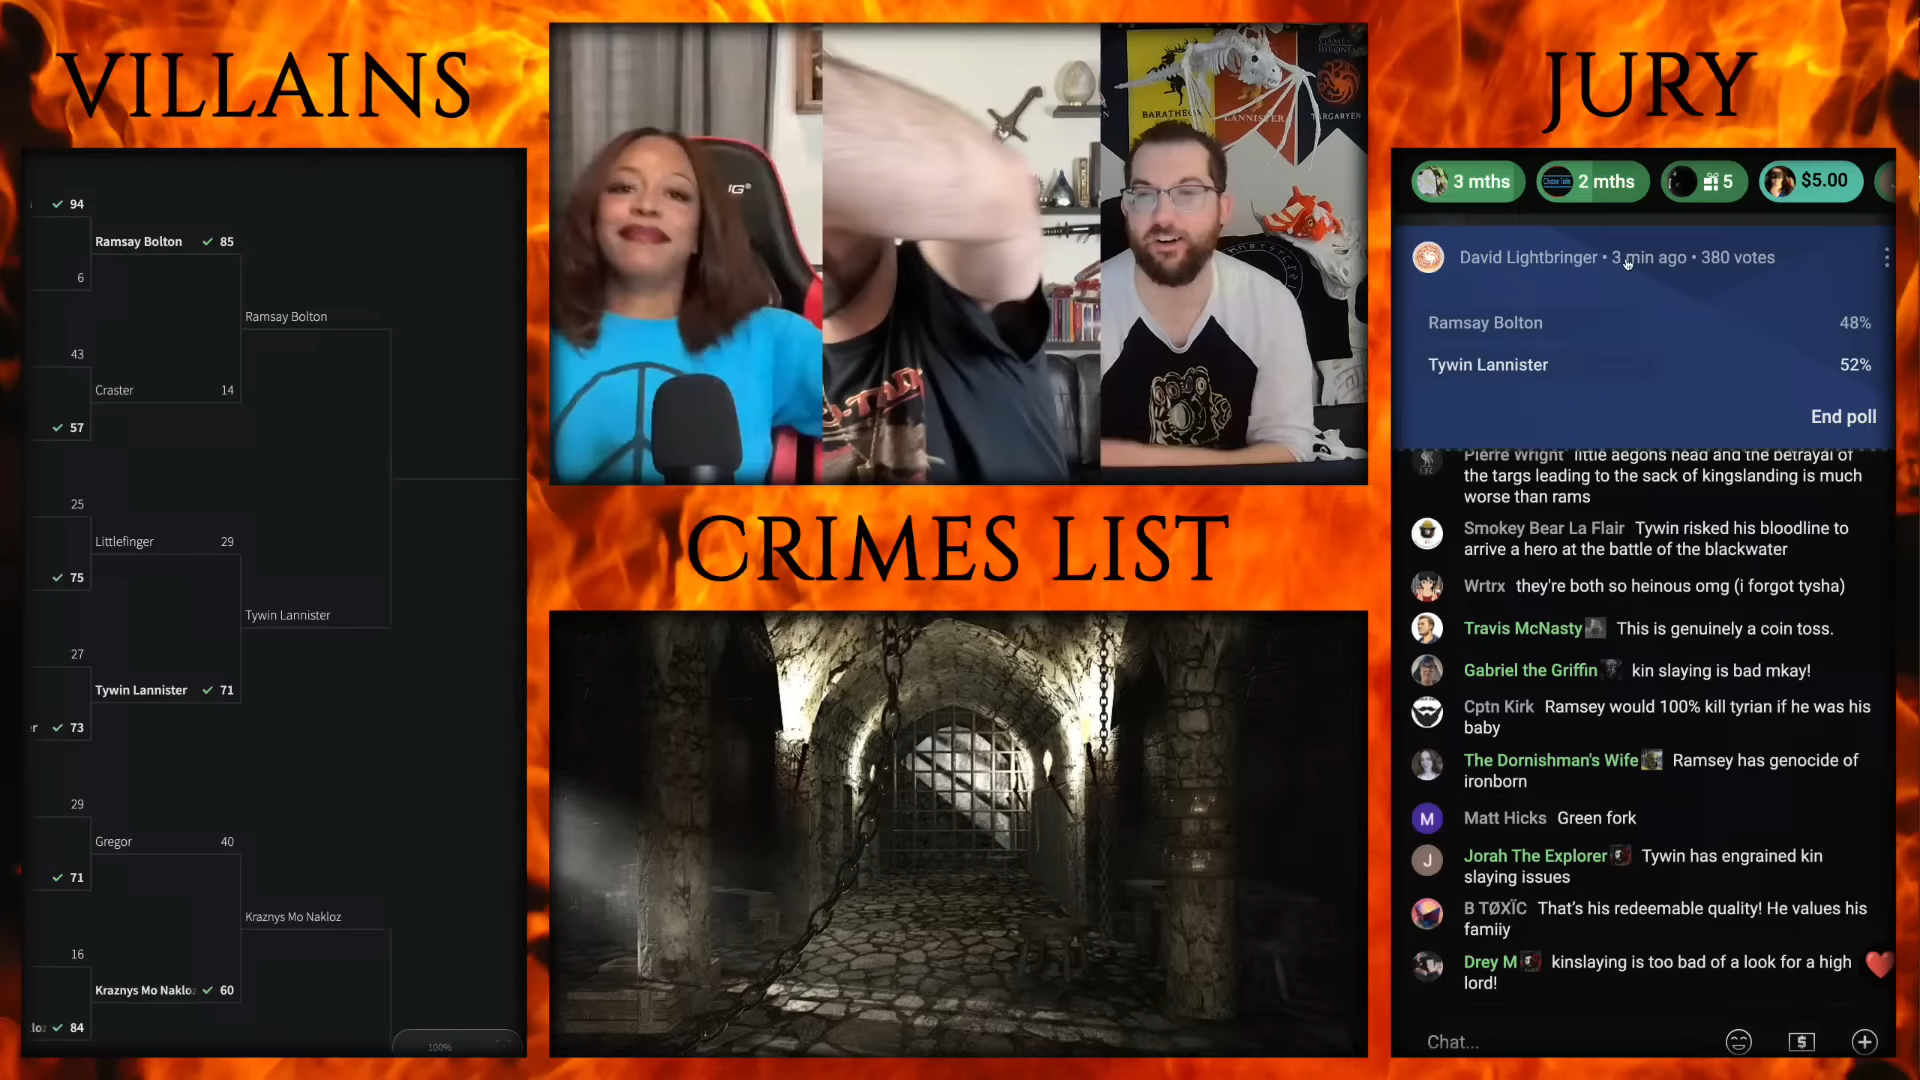 VILLAINS
94
Ramsay Bolton 85
6
Ramsay Bolton
43
Craster 14
57
25
Littlefinger 29
75
Tywin Lannister
27
Tywin Lannister 71
73
29
Gregor 40
71
Kraznys Mo Nakloz
16
Kraznys Mo Nakloz 60
84
100%
BARATHEON
LANNISTER
TARGARYEN
GAME OF THRONES
CRIMES LIST
JURY
3 mths
2 mths
5
$5.00
David Lightbringer • 3 min ago • 380 votes
Ramsay Bolton 48%
Tywin Lannister 52%
End poll
Pierre Wright little aegons head and the betrayal of
the targs leading to the sack of kingslanding is much
worse than rams
Smokey Bear La Flair Tywin risked his bloodline to
arrive a hero at the battle of the blackwater
Wrtrx they're both so heinous omg (i forgot tysha)
Travis McNasty This is genuinely a coin toss.
Gabriel the Griffin kin slaying is bad mkay!
Cptn Kirk Ramsey would 100% kill tyrian if he was his
baby
The Dornishman's Wife Ramsey has genocide of
ironborn
M
Matt Hicks Green fork
J
Jorah The Explorer Tywin has engrained kin
slaying issues
B TØXÏC That's his redeemable quality! He values his
famiiy
Drey M kinslaying is too bad of a look for a high
lord!
Chat...